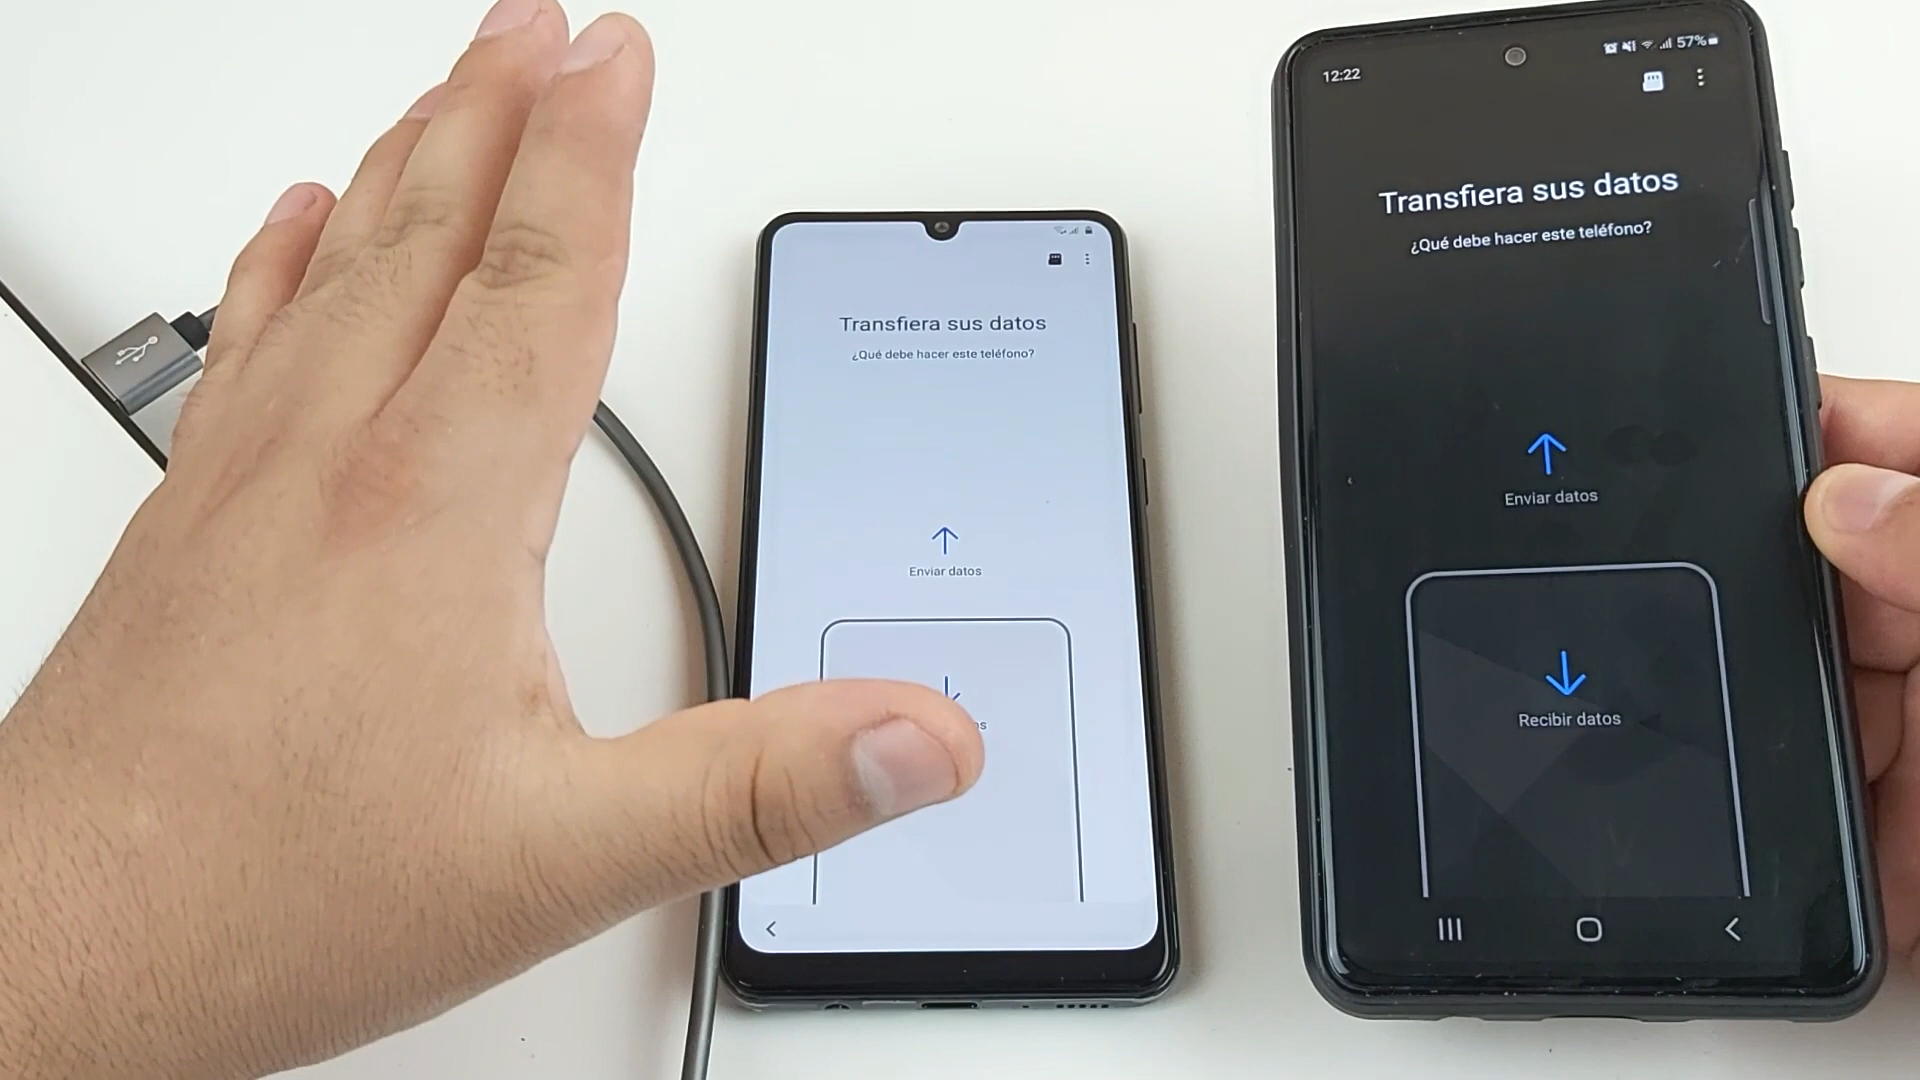 Transfiera sus datos
¿Qué debe hacer este teléfono?
Enviar datos
12:22
57%
Transfiera sus datos
¿Qué debe hacer este teléfono?
Enviar datos
Recibir datos